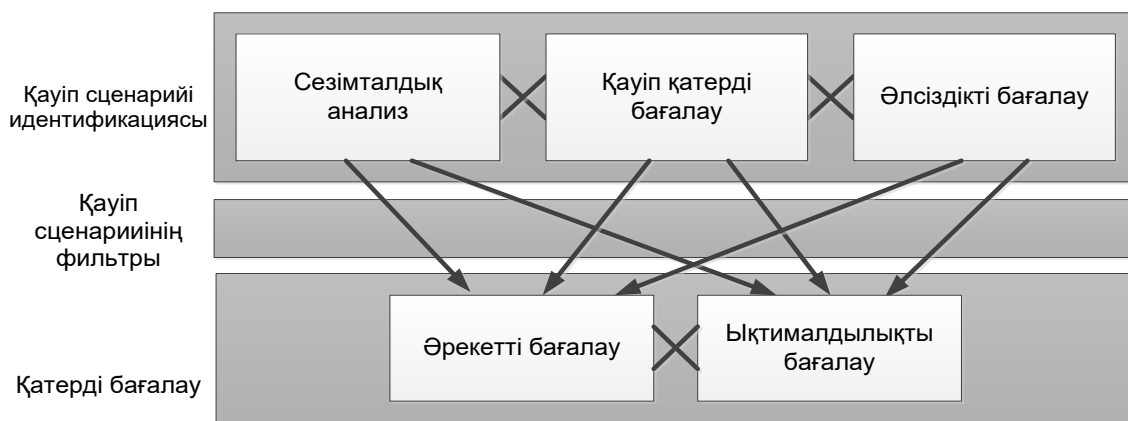 Қауіп сценарийі
идентификациясы
Сезімталдық
анализ
Қауіп қатерді
бағалау
Әлсіздікті бағалау
Қауіп
сценарииінің
фильтры
Қатерді бағалау
Әрекетті бағалау
Ықтималдылықты
бағалау